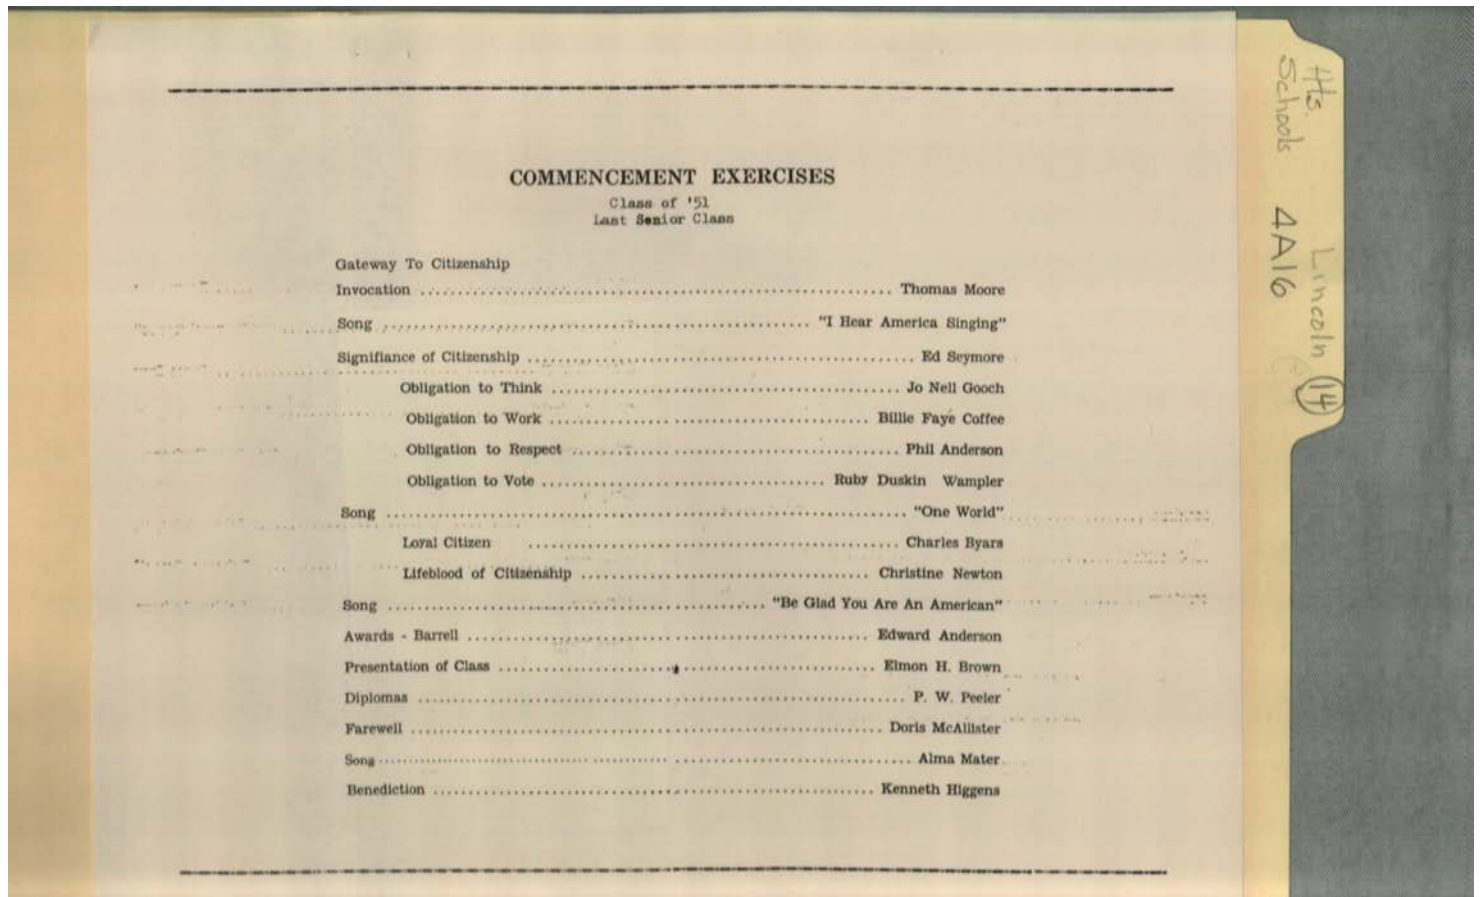 COMMENCEMENT EXERCISES
Class of '51
Last Senior Class
Gateway To Citizenship
Invocation ........ Thomas Moore
Song ........ "I Hear America Singing"
Signifiance of Citizenship ........ Ed Seymore
Obligation to Think ........ Jo Nell Gooch
Obligation to Work ........ Billie Faye Coffee
Obligation to Respect ........ Phil Anderson
Obligation to Vote ........ Ruby Duskin Wampler
Song ........ "One World"
Loyal Citizen ........ Charles Byars
Lifeblood of Citizenship ........ Christine Newton
Song ........ "Be Glad You Are An American"
Awards - Barrell ........ Edward Anderson
Presentation of Class ........ Elmon H. Brown
Diplomas ........ P. W. Peeler
Farewell ........ Doris McAllister
Song ........ Alma Mater
Benediction ........ Kenneth Higgens
Hs. Lincoln 14
Schools 4A16